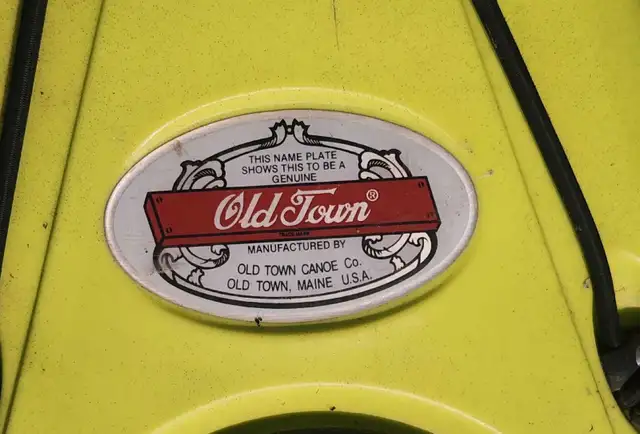 THIS NAME PLATE
SHOWS THIS TO BE A
GENUINE
Old Town®
TRADEMARK
MANUFACTURED BY
OLD TOWN CANOE Co.
OLD TOWN, MAINE U.S.A.